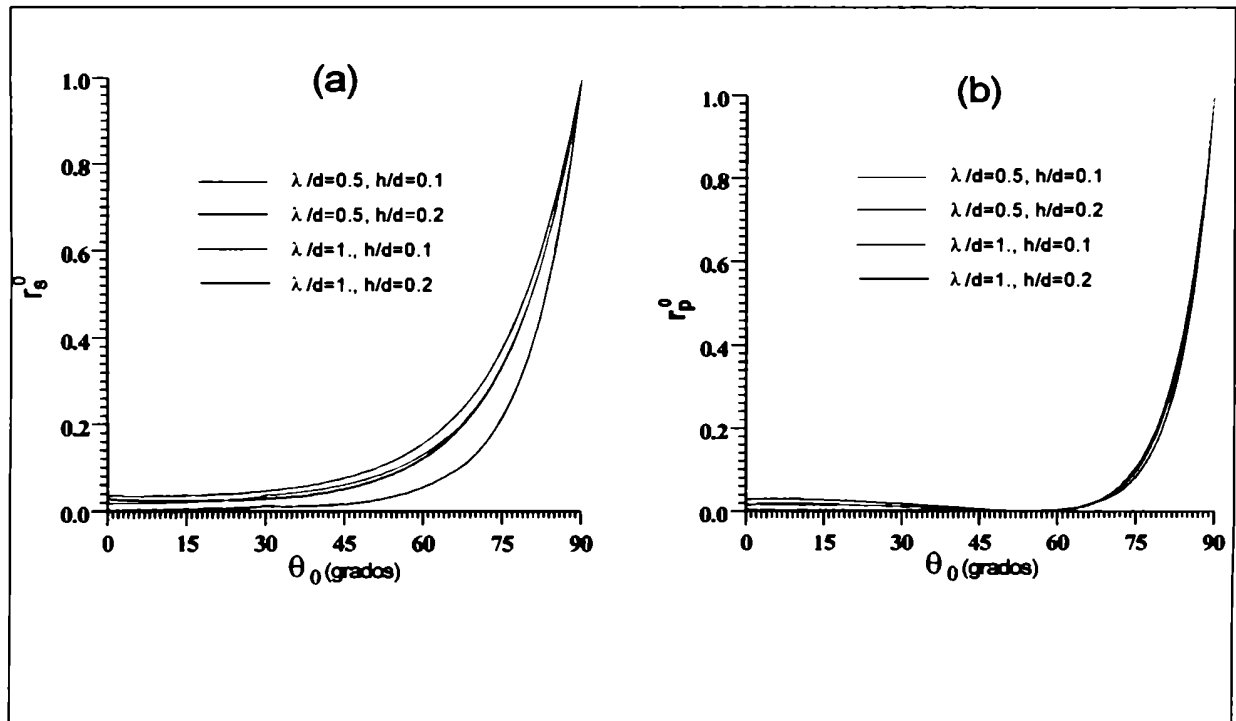 (a)
1.0
0.8
0.6
0.4
0.2
0.0
r_s^0
λ/d=0.5, h/d=0.1
λ/d=0.5, h/d=0.2
λ/d=1., h/d=0.1
λ/d=1., h/d=0.2
0 15 30 45 60 75 90
θ_0 (grados)
(b)
1.0
0.8
0.6
0.4
0.2
0.0
r_p^0
λ/d=0.5, h/d=0.1
λ/d=0.5, h/d=0.2
λ/d=1., h/d=0.1
λ/d=1., h/d=0.2
0 15 30 45 60 75 90
θ_0 (grados)